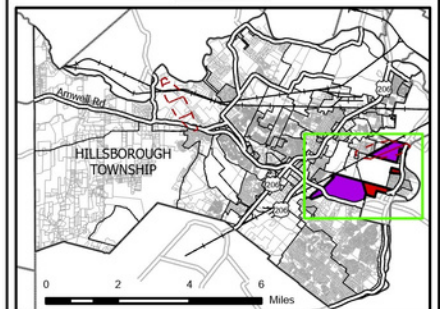 Amwell Rd
206
HILLSBOROUGH
TOWNSHIP
206
206
0 2 4 6
Miles